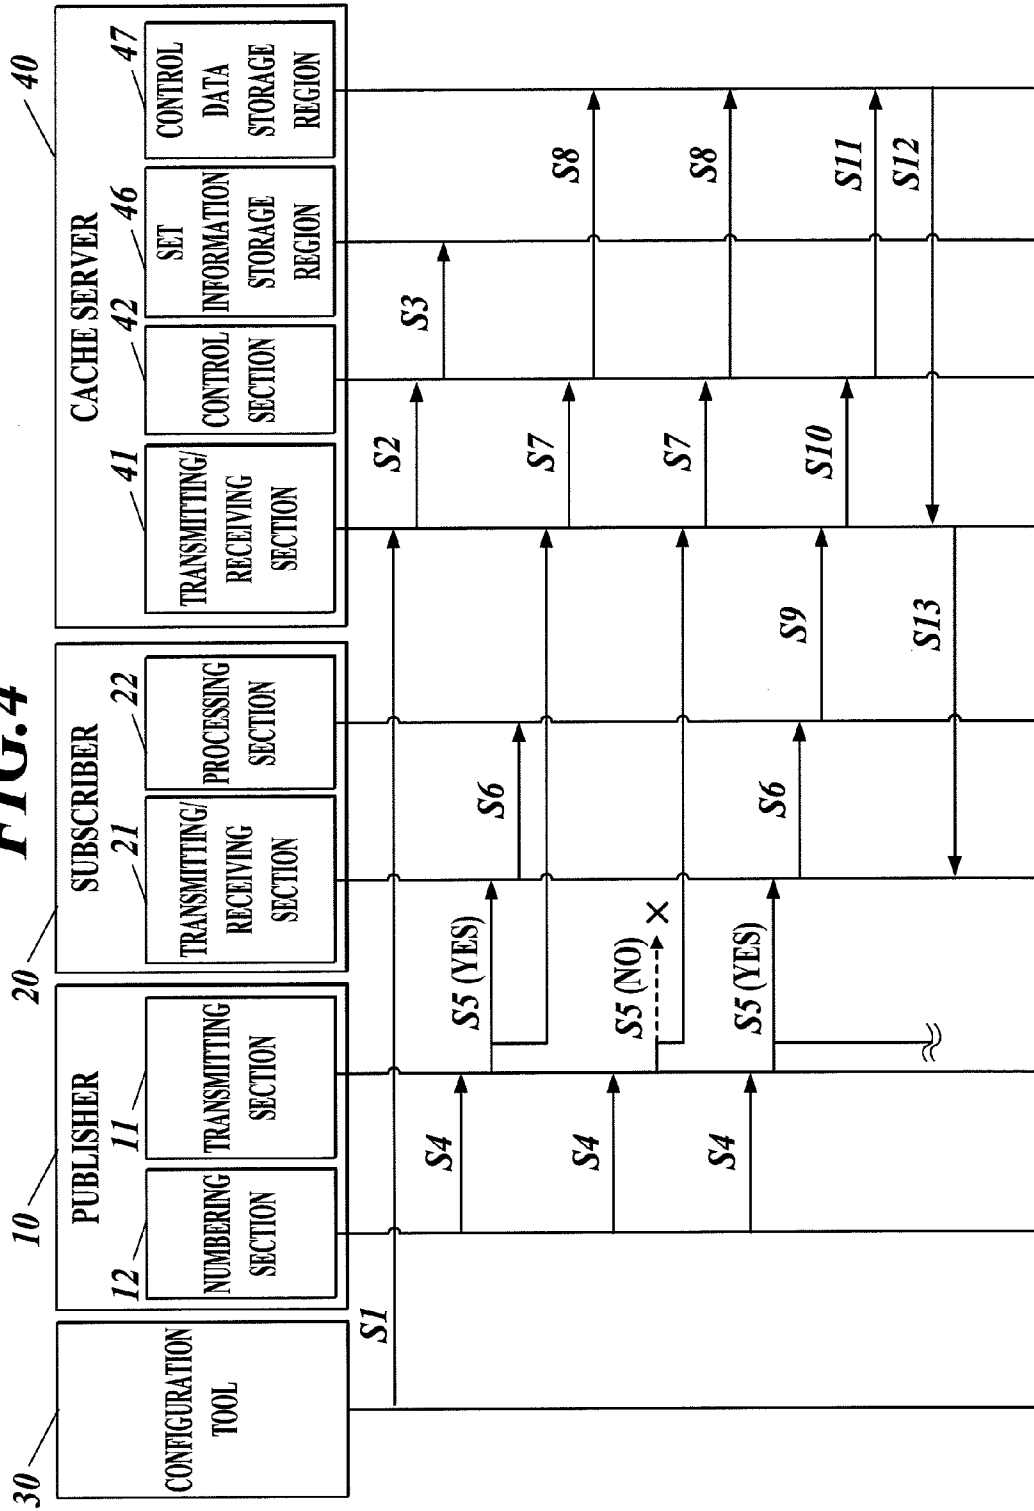 FIG.4
30
CONFIGURATION
TOOL
10
PUBLISHER
12
NUMBERING
SECTION
11
TRANSMITTING
SECTION
20
SUBSCRIBER
21
TRANSMITTING/
RECEIVING
SECTION
22
PROCESSING
SECTION
40
CACHE SERVER
41
TRANSMITTING/
RECEIVING
SECTION
42
CONTROL
SECTION
46
SET
INFORMATION
STORAGE
REGION
47
CONTROL
DATA
STORAGE
REGION
S1
S2
S3
S4
S5 (YES)
S6
S7
S8
S4
S5 (NO)
×
S7
S8
S4
S5 (YES)
S6
S9
S10
S11
S12
S13